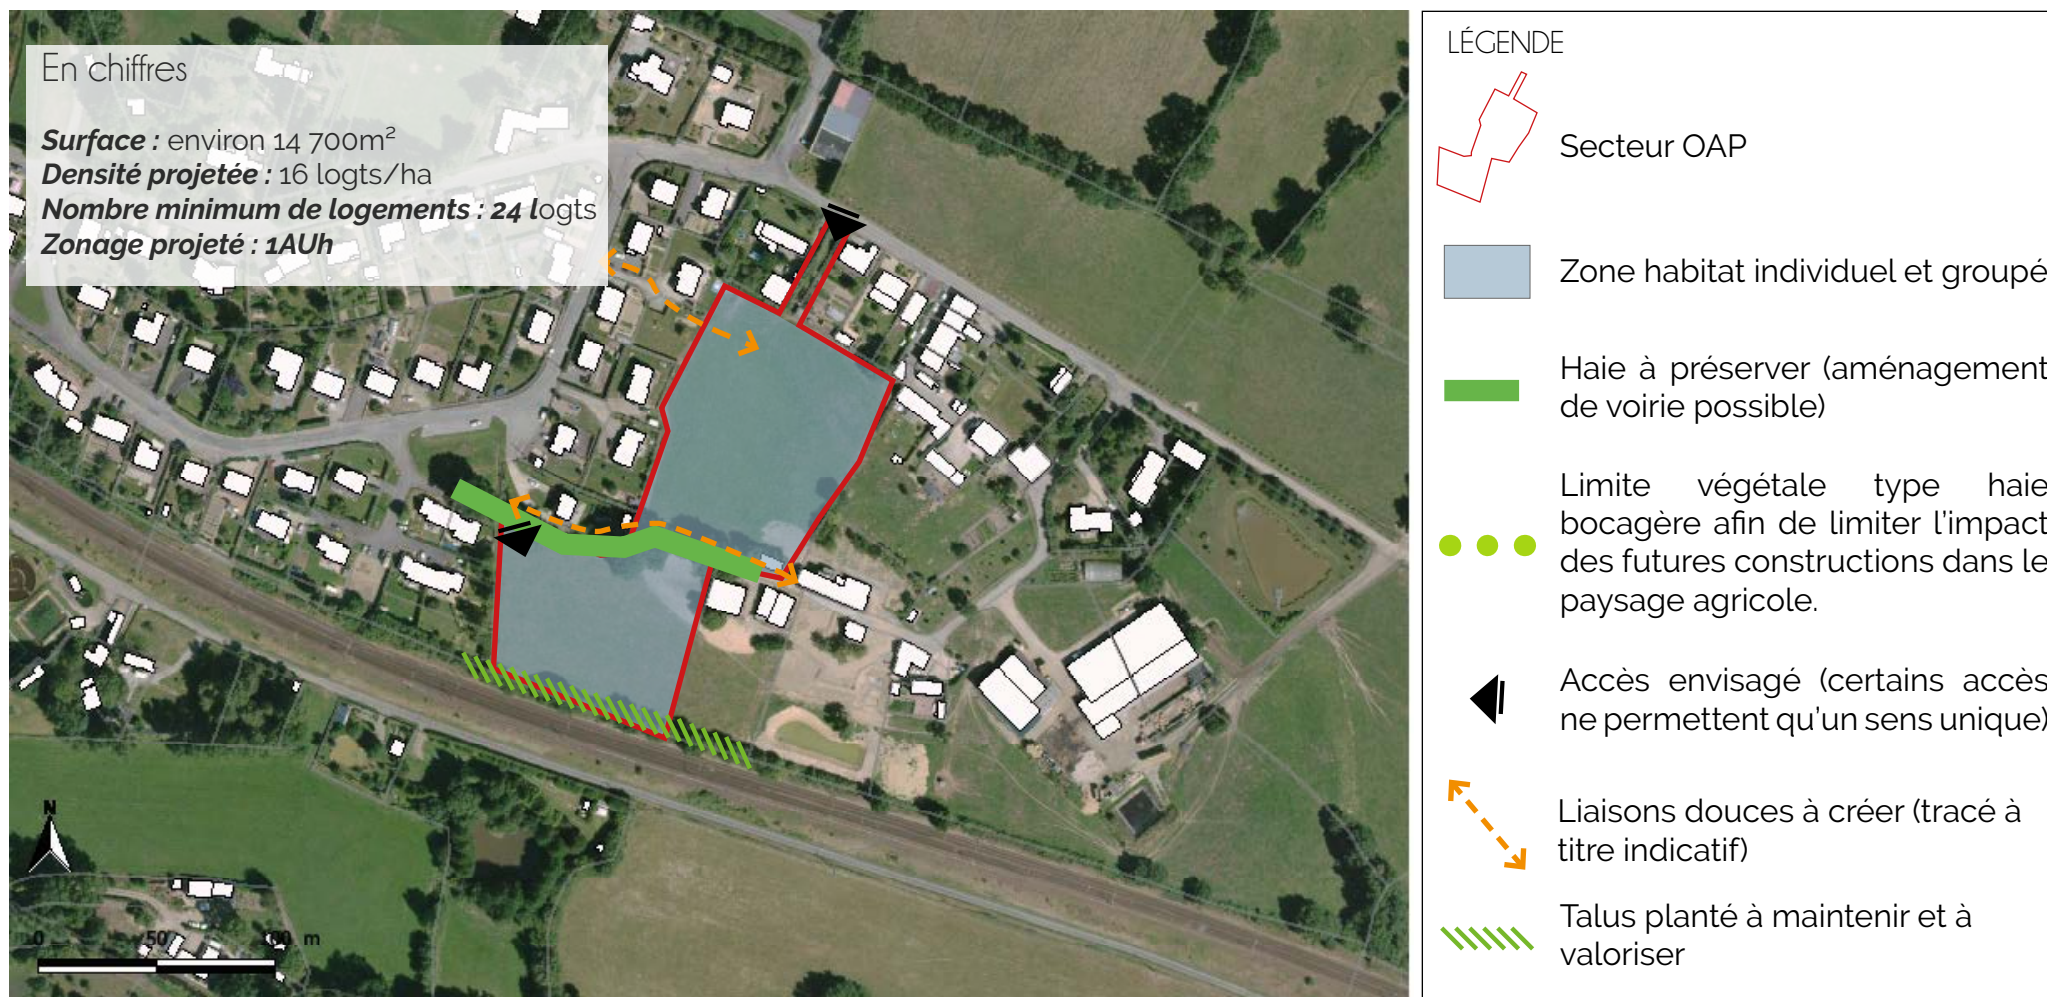 En chiffres
Surface : environ 14 700m²
Densité projetée : 16 logts/ha
Nombre minimum de logements : 24 logts
Zonage projeté : 1AUh
N
0 50 100 m
LÉGENDE
Secteur OAP
Zone habitat individuel et groupé
Haie à préserver (aménagement
de voirie possible)
Limite végétale type haie
bocagère afin de limiter l'impact
des futures constructions dans le
paysage agricole.
Accès envisagé (certains accès
ne permettent qu'un sens unique)
Liaisons douces à créer (tracé à
titre indicatif)
Talus planté à maintenir et à
valoriser